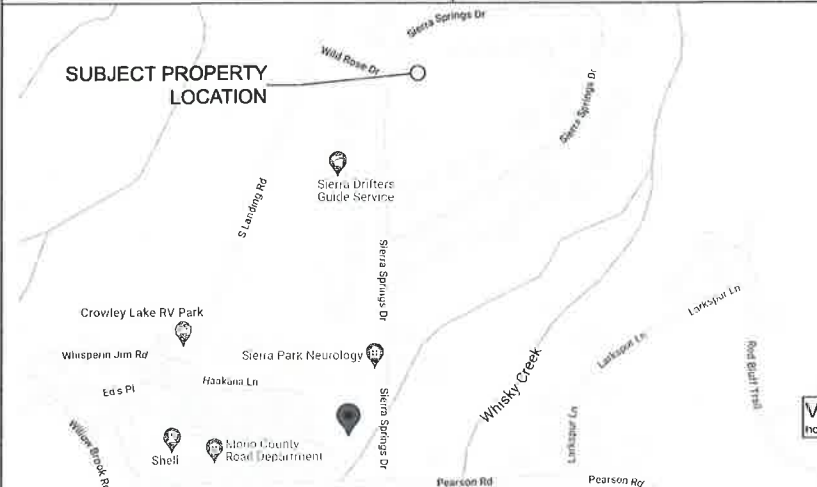 Sierra Springs Dr
Wild Rose Dr
SUBJECT PROPERTY
LOCATION
Sierra Springs Dr
Sierra Drifters
Guide Service
S Landing Rd
Sierra Springs Dr
Crowley Lake RV Park
Larkspur Ln
Whisperin Jim Rd
Sierra Park Neurology
Larkspur Ln
Red Bluff Trail
Ed's Pl
Haakana Ln
Whisky Creek
Sierra Springs Dr
Willow Brook Rd
Shell
Mono County
Road Department
Larkspur Ln
Pearson Rd
Pearson Rd